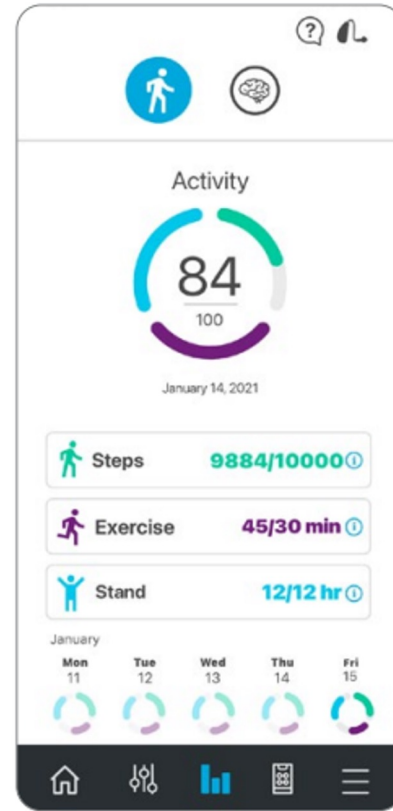 ?
Activity
84
100
January 14, 2021
Steps 9884/10000 i
Exercise 45/30 min i
Stand 12/12 hr i
January
Mon Tue Wed Thu Fri
11 12 13 14 15